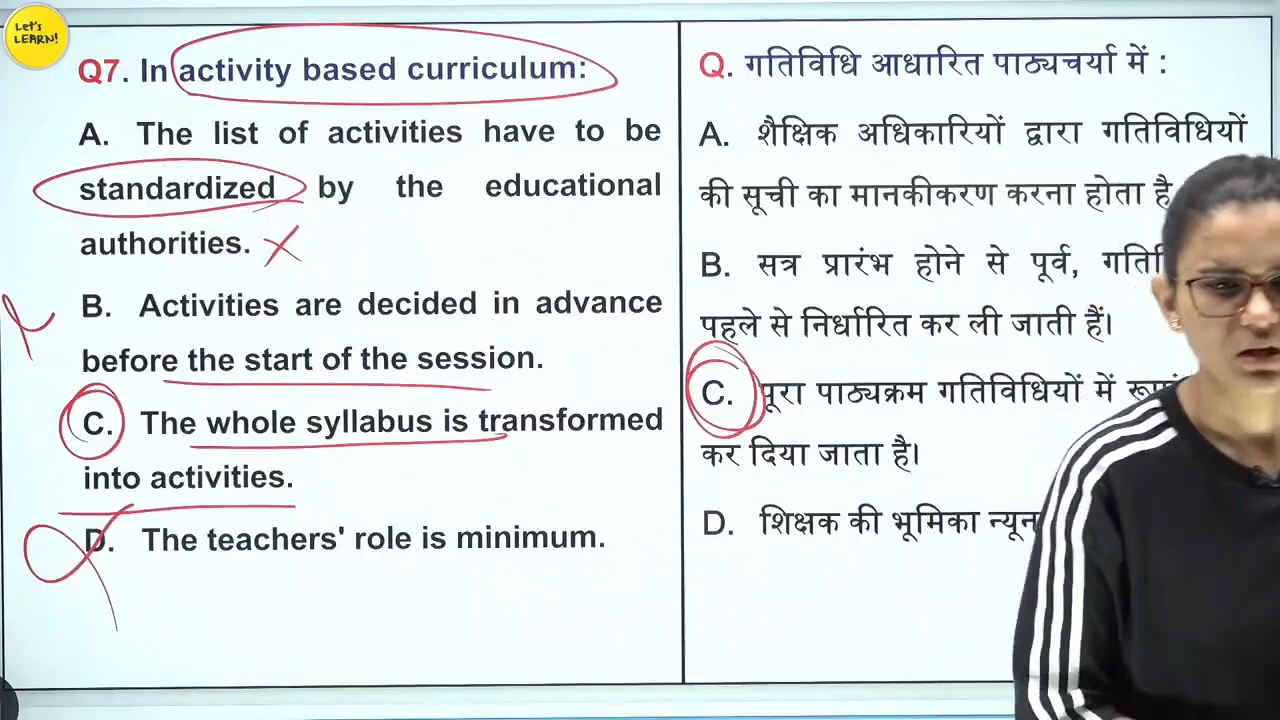 Let's
LEARN!
Q7. In activity based curriculum:
A. The list of activities have to be
standardized by the educational
authorities.
B. Activities are decided in advance
before the start of the session.
C. The whole syllabus is transformed
into activities.
D. The teachers' role is minimum.
Q. गतिविधि आधारित पाठ्यचर्या में :
A. शैक्षिक अधिकारियों द्वारा गतिविधियों
की सूची का मानकीकरण करना होता है
B. सत्र प्रारंभ होने से पूर्व,
पहले से निर्धारित कर ली जाती हैं।
C. पूरा पाठ्यक्रम गतिविधियों में
कर दिया जाता है।
D. शिक्षक की भूमिका